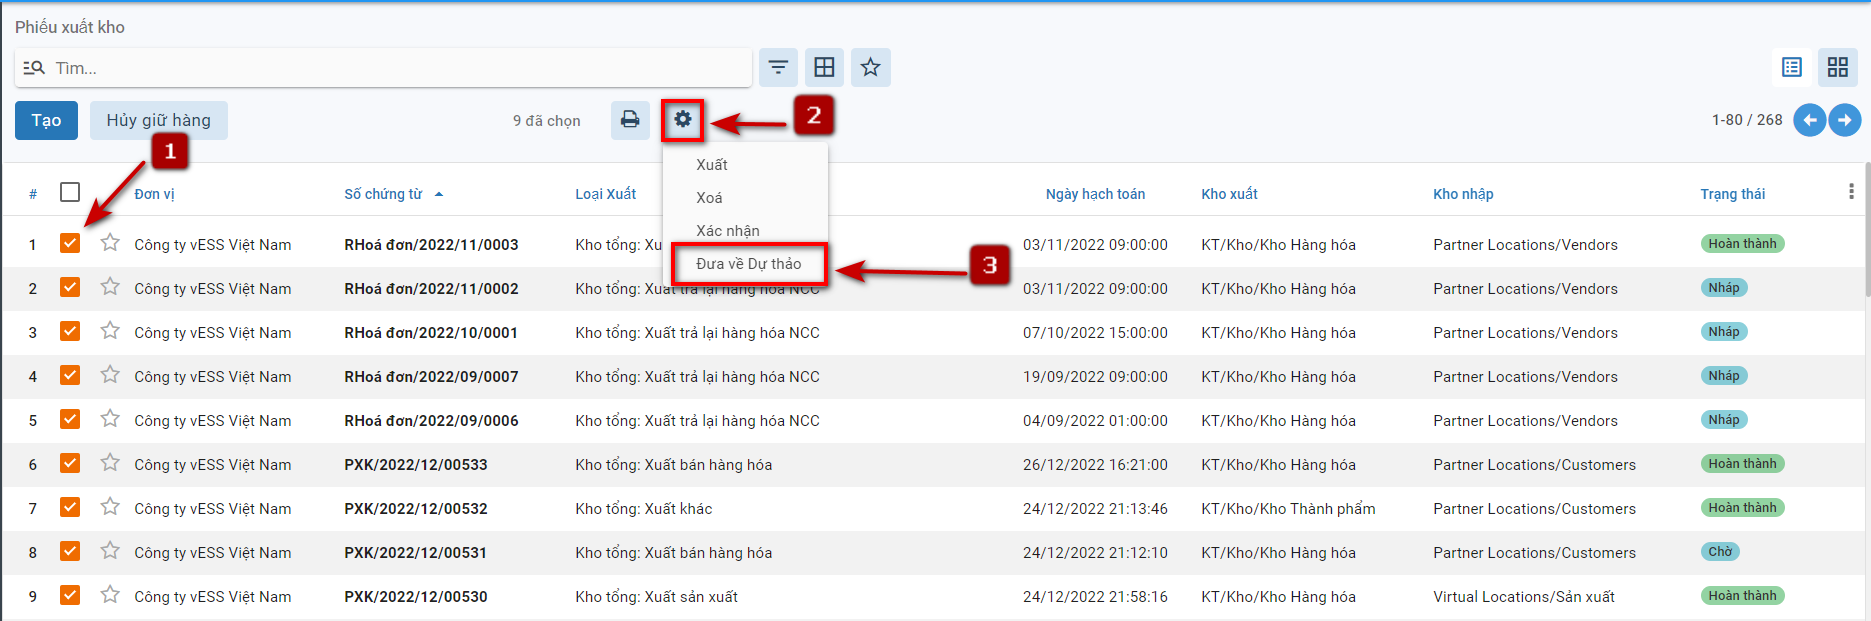 Phiếu xuất kho
Tìm...
Tạo Hủy giữ hàng 9 đã chọn 2 1-80 / 268
1
Xuất
Xoá
Xác nhận
Đưa về Dự thảo
3
# Đơn vị Số chứng từ Loại Xuất Ngày hạch toán Kho xuất Kho nhập Trạng thái
1 Công ty vESS Việt Nam RHoá đơn/2022/11/0003 Kho tổng: Xu 03/11/2022 09:00:00 KT/Kho/Kho Hàng hóa Partner Locations/Vendors Hoàn thành
2 Công ty vESS Việt Nam RHoá đơn/2022/11/0002 Kho tổng: Xuất trả lại hàng hóa NCC 03/11/2022 09:00:00 KT/Kho/Kho Hàng hóa Partner Locations/Vendors Nháp
3 Công ty vESS Việt Nam RHoá đơn/2022/10/0001 Kho tổng: Xuất trả lại hàng hóa NCC 07/10/2022 15:00:00 KT/Kho/Kho Hàng hóa Partner Locations/Vendors Nháp
4 Công ty vESS Việt Nam RHoá đơn/2022/09/0007 Kho tổng: Xuất trả lại hàng hóa NCC 19/09/2022 09:00:00 KT/Kho/Kho Hàng hóa Partner Locations/Vendors Nháp
5 Công ty vESS Việt Nam RHoá đơn/2022/09/0006 Kho tổng: Xuất trả lại hàng hóa NCC 04/09/2022 01:00:00 KT/Kho/Kho Hàng hóa Partner Locations/Vendors Nháp
6 Công ty vESS Việt Nam PXK/2022/12/00533 Kho tổng: Xuất bán hàng hóa 26/12/2022 16:21:00 KT/Kho/Kho Hàng hóa Partner Locations/Customers Hoàn thành
7 Công ty vESS Việt Nam PXK/2022/12/00532 Kho tổng: Xuất khác 24/12/2022 21:13:46 KT/Kho/Kho Thành phẩm Partner Locations/Customers Hoàn thành
8 Công ty vESS Việt Nam PXK/2022/12/00531 Kho tổng: Xuất bán hàng hóa 24/12/2022 21:12:10 KT/Kho/Kho Hàng hóa Partner Locations/Customers Chờ
9 Công ty vESS Việt Nam PXK/2022/12/00530 Kho tổng: Xuất sản xuất 24/12/2022 21:58:16 KT/Kho/Kho Hàng hóa Virtual Locations/Sản xuất Hoàn thành